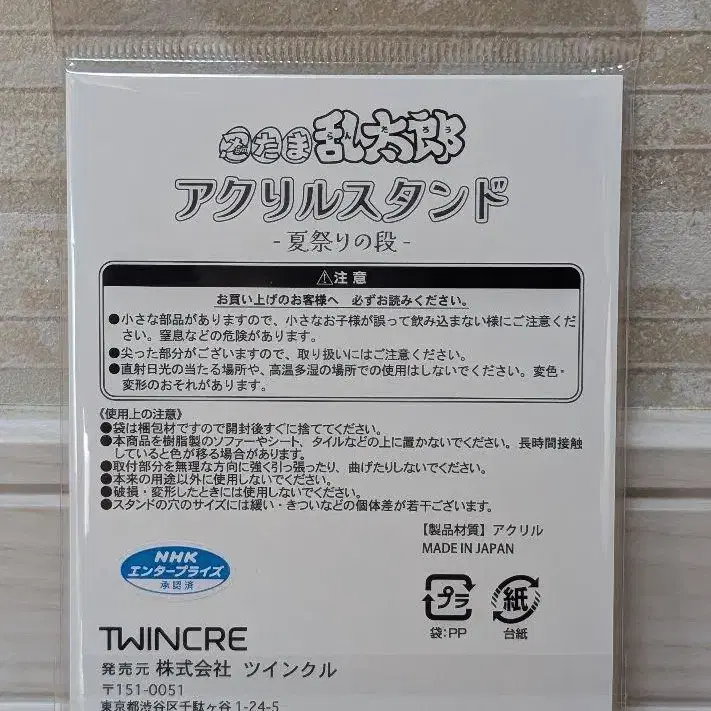 忍たま乱太郎
らんたろう
アクリルスタンド
- 夏祭りの段 -
⚠注意
お買い上げのお客様へ 必ずお読みください。
●小さな部品がありますので、小さなお子様が誤って飲み込まない様にご注意くだ
さい。窒息などの危険があります。
●尖った部分がございますので、取り扱いにはご注意ください。
●直射日光の当たる場所や、高温多湿の場所での使用はしないでください。変色・
変形のおそれがあります。
《使用上の注意》
●袋は梱包材ですので開封後すぐに捨ててください。
●本商品を樹脂製のソファーやシート、タイルなどの上に置かないでください。長時間接触
していると色が移る場合があります。
●取付部分を無理な方向に強く引っ張ったり、曲げたりしないでください。
●本来の用途以外に使用しないでください。
●破損・変形したときには使用しないでください。
●スタンドの穴のサイズには緩い・きついなどの個体差が若干ございます。
【製品材質】アクリル
MADE IN JAPAN
NHK
エンタープライズ
承認済
プラ
袋:PP
紙
台紙
TWINCRE
発売元 株式会社 ツインクル
〒151-0051
東京都渋谷区千駄ヶ谷1-24-5